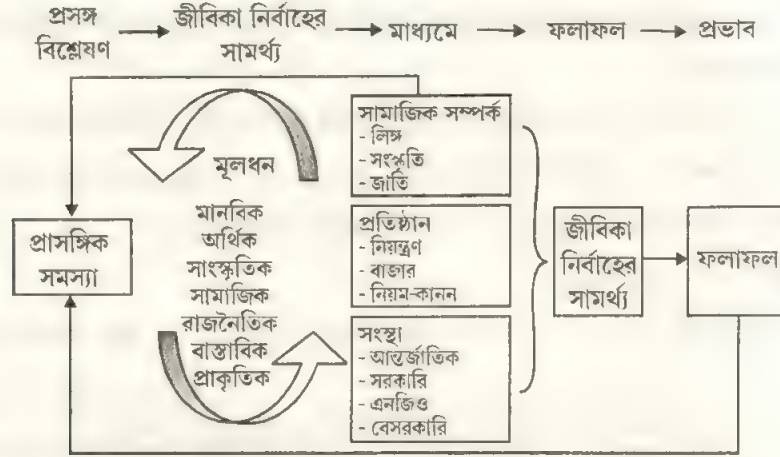 প্রসঙ্গ বিশ্লেষণ → জীবিকা নির্বাহের সামর্থ্য → মাধ্যমে → ফলাফল → প্রভাব
সামাজিক সম্পর্ক
- লিঙ্গ
- সংস্কৃতি
- জাতি
মূলধন
মানবিক
আর্থিক
সাংস্কৃতিক
সামাজিক
রাজনৈতিক
বাস্তাবিক
প্রাকৃতিক
প্রাসঙ্গিক
সমস্যা
প্রতিষ্ঠান
- নিয়ন্ত্রণ
- বাজার
- নিয়ম-কানন
সংস্থা
- আন্তর্জাতিক
- সরকারি
- এনজিও
- বেসরকারি
জীবিকা
নির্বাহের
সামর্থ্য
ফলাফল